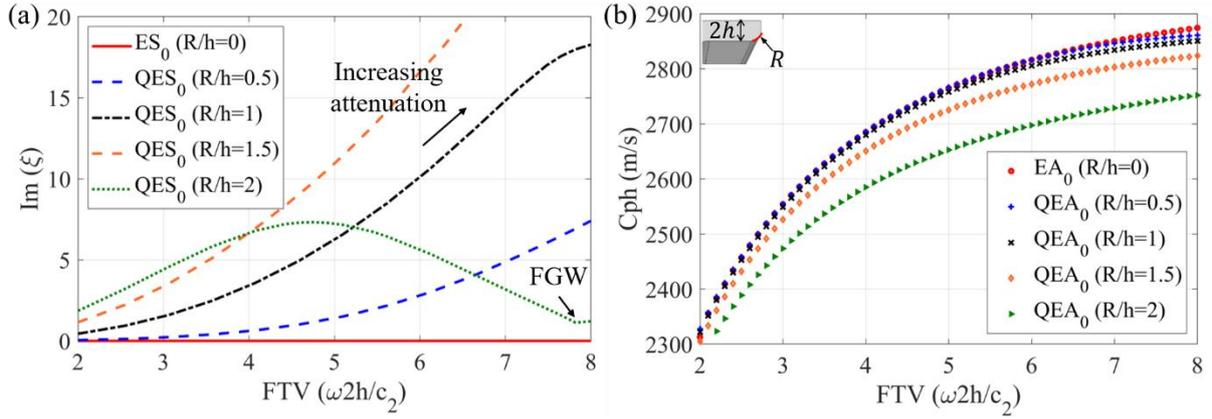 (a)
20
15
10
5
0
Im (ξ)
ES0 (R/h=0)
QES0 (R/h=0.5)
QES0 (R/h=1)
QES0 (R/h=1.5)
QES0 (R/h=2)
Increasing
attenuation
FGW
2 3 4 5 6 7 8
FTV (ω2h/c2)
(b)
2900
2800
2700
2600
2500
2400
2300
Cph (m/s)
2h
R
EA0 (R/h=0)
QEA0 (R/h=0.5)
QEA0 (R/h=1)
QEA0 (R/h=1.5)
QEA0 (R/h=2)
2 3 4 5 6 7 8
FTV (ω2h/c2)